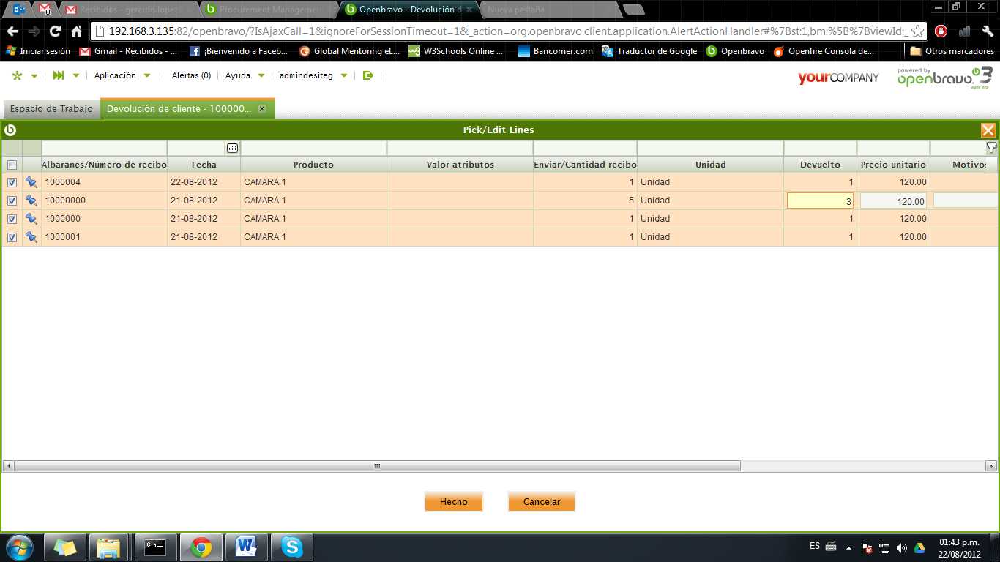 Recibidos - gerardo.lopez
Procurement Management
Openbravo - Devolución d
Nueva pestaña
192.168.3.135:82/openbravo/?IsAjaxCall=1&ignoreForSessionTimeout=1&_action=org.openbravo.client.application.AlertActionHandler#%7Bst:1,bm:%5B%7BviewId:_
Iniciar sesión
Gmail - Recibidos - ...
¡Bienvenido a Faceb...
Global Mentoring eL...
W3Schools Online ...
Bancomer.com
Traductor de Google
Openbravo
Openfire Consola de...
Otros marcadores
Aplicación
Alertas (0)
Ayuda
admindesiteg
yourCOMPANY
powered by
openbravo 3
agile erp
Espacio de Trabajo
Devolución de cliente - 100000...
Pick/Edit Lines
Albaranes/Número de recibo Fecha Producto Valor atributos Enviar/Cantidad recibo Unidad Devuelto Precio unitario Motivo
1000004 22-08-2012 CAMARA 1 1 Unidad 1 120.00
10000000 21-08-2012 CAMARA 1 5 Unidad 3 120.00
1000000 21-08-2012 CAMARA 1 1 Unidad 1 120.00
1000001 21-08-2012 CAMARA 1 1 Unidad 1 120.00
Hecho
Cancelar
ES
01:43 p.m.
22/08/2012